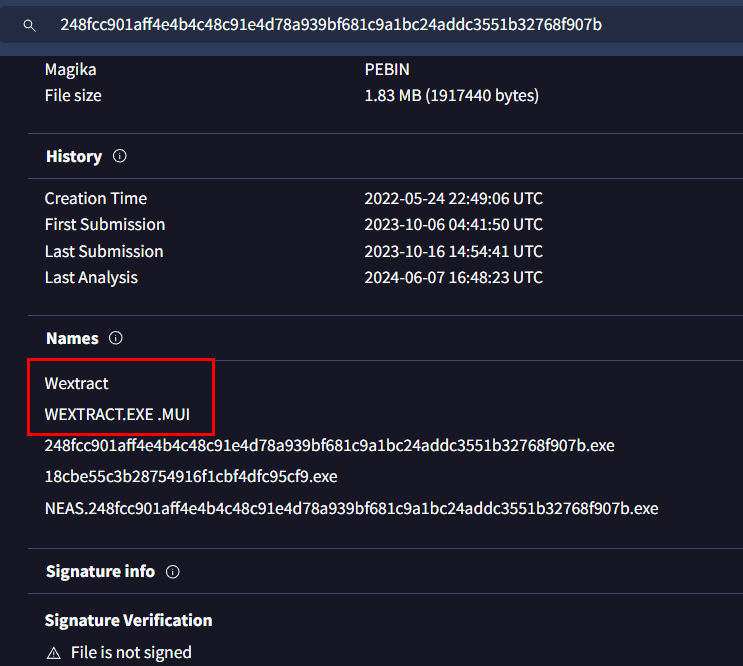 248fcc901aff4e4b4c48c91e4d78a939bf681c9a1bc24addc3551b32768f907b
Magika PEBIN
File size 1.83 MB (1917440 bytes)
History
Creation Time 2022-05-24 22:49:06 UTC
First Submission 2023-10-06 04:41:50 UTC
Last Submission 2023-10-16 14:54:41 UTC
Last Analysis 2024-06-07 16:48:23 UTC
Names
Wextract
WEXTRACT.EXE .MUI
248fcc901aff4e4b4c48c91e4d78a939bf681c9a1bc24addc3551b32768f907b.exe
18cbe55c3b28754916f1cbf4dfc95cf9.exe
NEAS.248fcc901aff4e4b4c48c91e4d78a939bf681c9a1bc24addc3551b32768f907b.exe
Signature info
Signature Verification
File is not signed